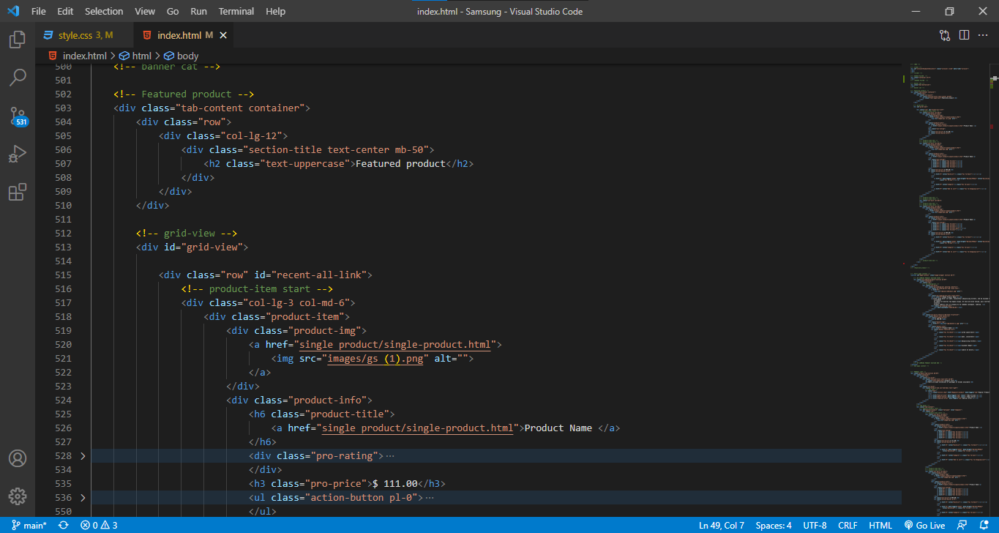 File Edit Selection View Go Run Terminal Help index.html - Samsung - Visual Studio Code
style.css 3, M index.html M
index.html > html > body
531
500 <!-- banner cat -->
501
502 <!-- Featured product -->
503 <div class="tab-content container">
504 <div class="row">
505 <div class="col-lg-12">
506 <div class="section-title text-center mb-50">
507 <h2 class="text-uppercase">Featured product</h2>
508 </div>
509 </div>
510 </div>
511
512 <!-- grid-view -->
513 <div id="grid-view">
514
515 <div class="row" id="recent-all-link">
516 <!-- product-item start -->
517 <div class="col-lg-3 col-md-6">
518 <div class="product-item">
519 <div class="product-img">
520 <a href="single product/single-product.html">
521 <img src="images/gs (1).png" alt="">
522 </a>
523 </div>
524 <div class="product-info">
525 <h6 class="product-title">
526 <a href="single product/single-product.html">Product Name </a>
527 </h6>
528 <div class="pro-rating">…
534 </div>
535 <h3 class="pro-price">$ 111.00</h3>
536 <ul class="action-button pl-0">…
550 </ul>
main* 0 3 Ln 49, Col 7 Spaces: 4 UTF-8 CRLF HTML Go Live